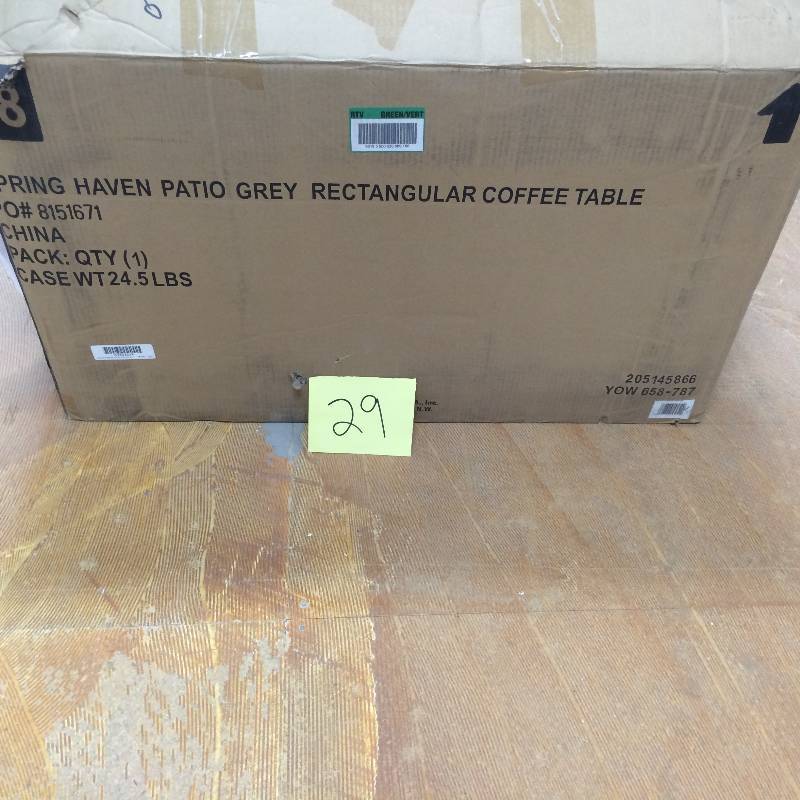 8
RTV GREEN/VERT
PRING HAVEN PATIO GREY RECTANGULAR COFFEE TABLE
PO# 8151671
CHINA
PACK: QTY (1)
CASE WT 24.5 LBS
205145866
YOW 658-787
., Inc.
N.W.
29